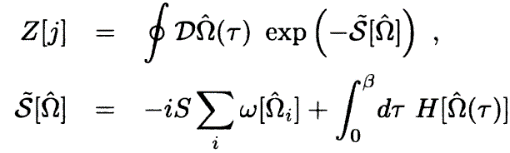 Z[j] = ∮ 𝒟Ω̂(τ) exp (−𝒮̃[Ω̂]) ,
𝒮̃[Ω̂] = −iS ∑_i ω[Ω̂_i] + ∫_0^β dτ H[Ω̂(τ)]